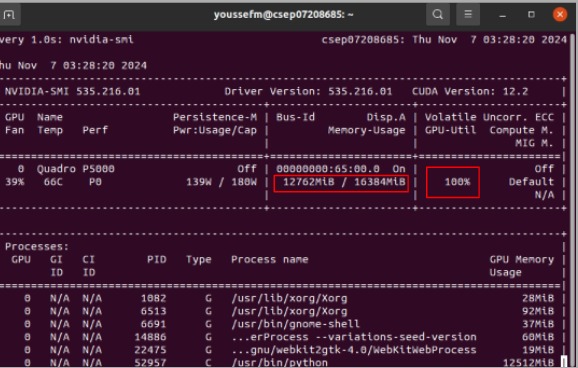 youssefm@csep07208685: ~
very 1.0s: nvidia-smi csep07208685: Thu Nov 7 03:28:20 2024
hu Nov 7 03:28:20 2024
NVIDIA-SMI 535.216.01 Driver Version: 535.216.01 CUDA Version: 12.2
GPU Name Persistence-M | Bus-Id Disp.A | Volatile Uncorr. ECC
Fan Temp Perf Pwr:Usage/Cap | Memory-Usage | GPU-Util Compute M.
| | MIG M.
0 Quadro P5000 Off | 00000000:65:00.0 On | Off
39% 66C P0 139W / 180W | 12762MiB / 16384MiB | 100% Default
| | N/A
Processes:
GPU GI CI PID Type Process name GPU Memory
ID ID Usage
0 N/A N/A 1082 G /usr/lib/xorg/Xorg 28MiB
0 N/A N/A 6513 G /usr/lib/xorg/Xorg 92MiB
0 N/A N/A 6691 G /usr/bin/gnome-shell 37MiB
0 N/A N/A 14886 G ...erProcess --variations-seed-version 60MiB
0 N/A N/A 22475 G ...gnu/webkit2gtk-4.0/WebKitWebProcess 19MiB
0 N/A N/A 52957 C /usr/bin/python 12512MiB